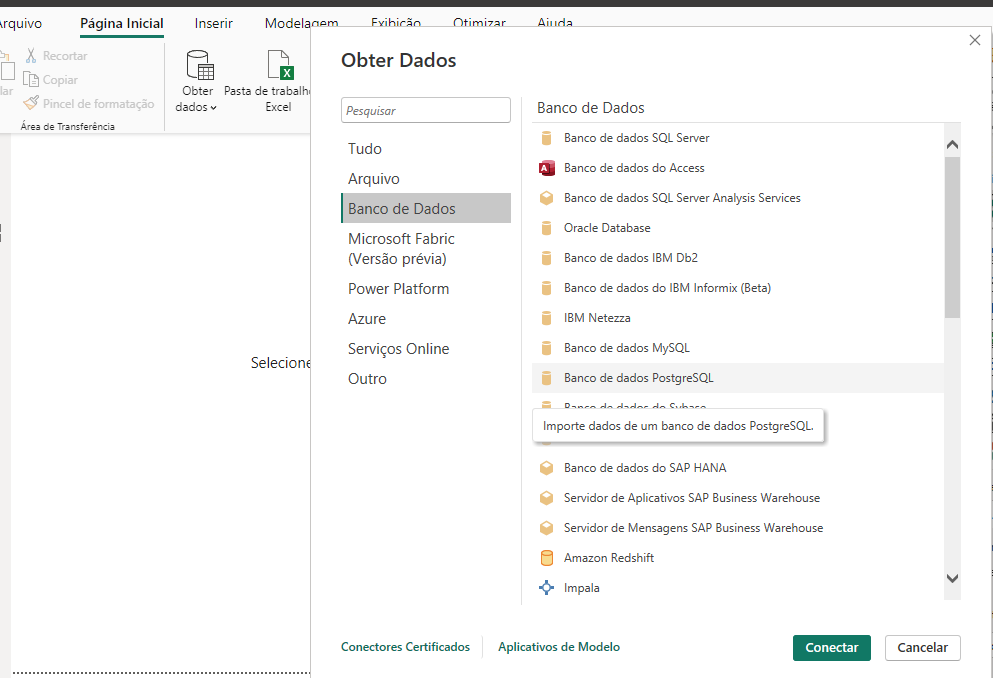 Página Inicial
Inserir
Modelagem
Exibição
Otimizar
Ajuda
Recortar
Copiar
Pincel de formatação
Área de Transferência
Obter
dados
Pasta de trabalho
Excel
Selecione
Obter Dados
Pesquisar
Tudo
Arquivo
Banco de Dados
Microsoft Fabric
(Versão prévia)
Power Platform
Azure
Serviços Online
Outro
Banco de Dados
Banco de dados SQL Server
Banco de dados do Access
Banco de dados SQL Server Analysis Services
Oracle Database
Banco de dados IBM Db2
Banco de dados do IBM Informix (Beta)
IBM Netezza
Banco de dados MySQL
Banco de dados PostgreSQL
Banco de dados do Sybase
Importe dados de um banco de dados PostgreSQL.
Banco de dados do SAP HANA
Servidor de Aplicativos SAP Business Warehouse
Servidor de Mensagens SAP Business Warehouse
Amazon Redshift
Impala
Conectores Certificados
Aplicativos de Modelo
Conectar
Cancelar